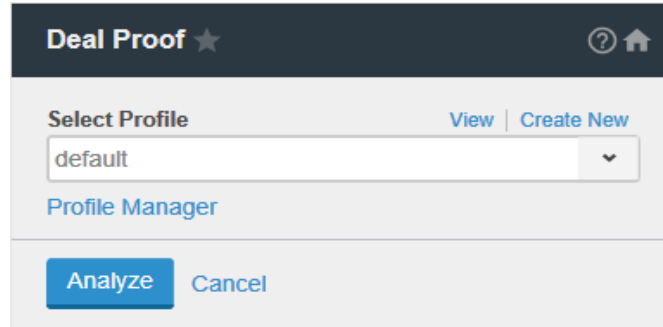 Deal Proof
Select Profile View | Create New
default
Profile Manager
Analyze Cancel